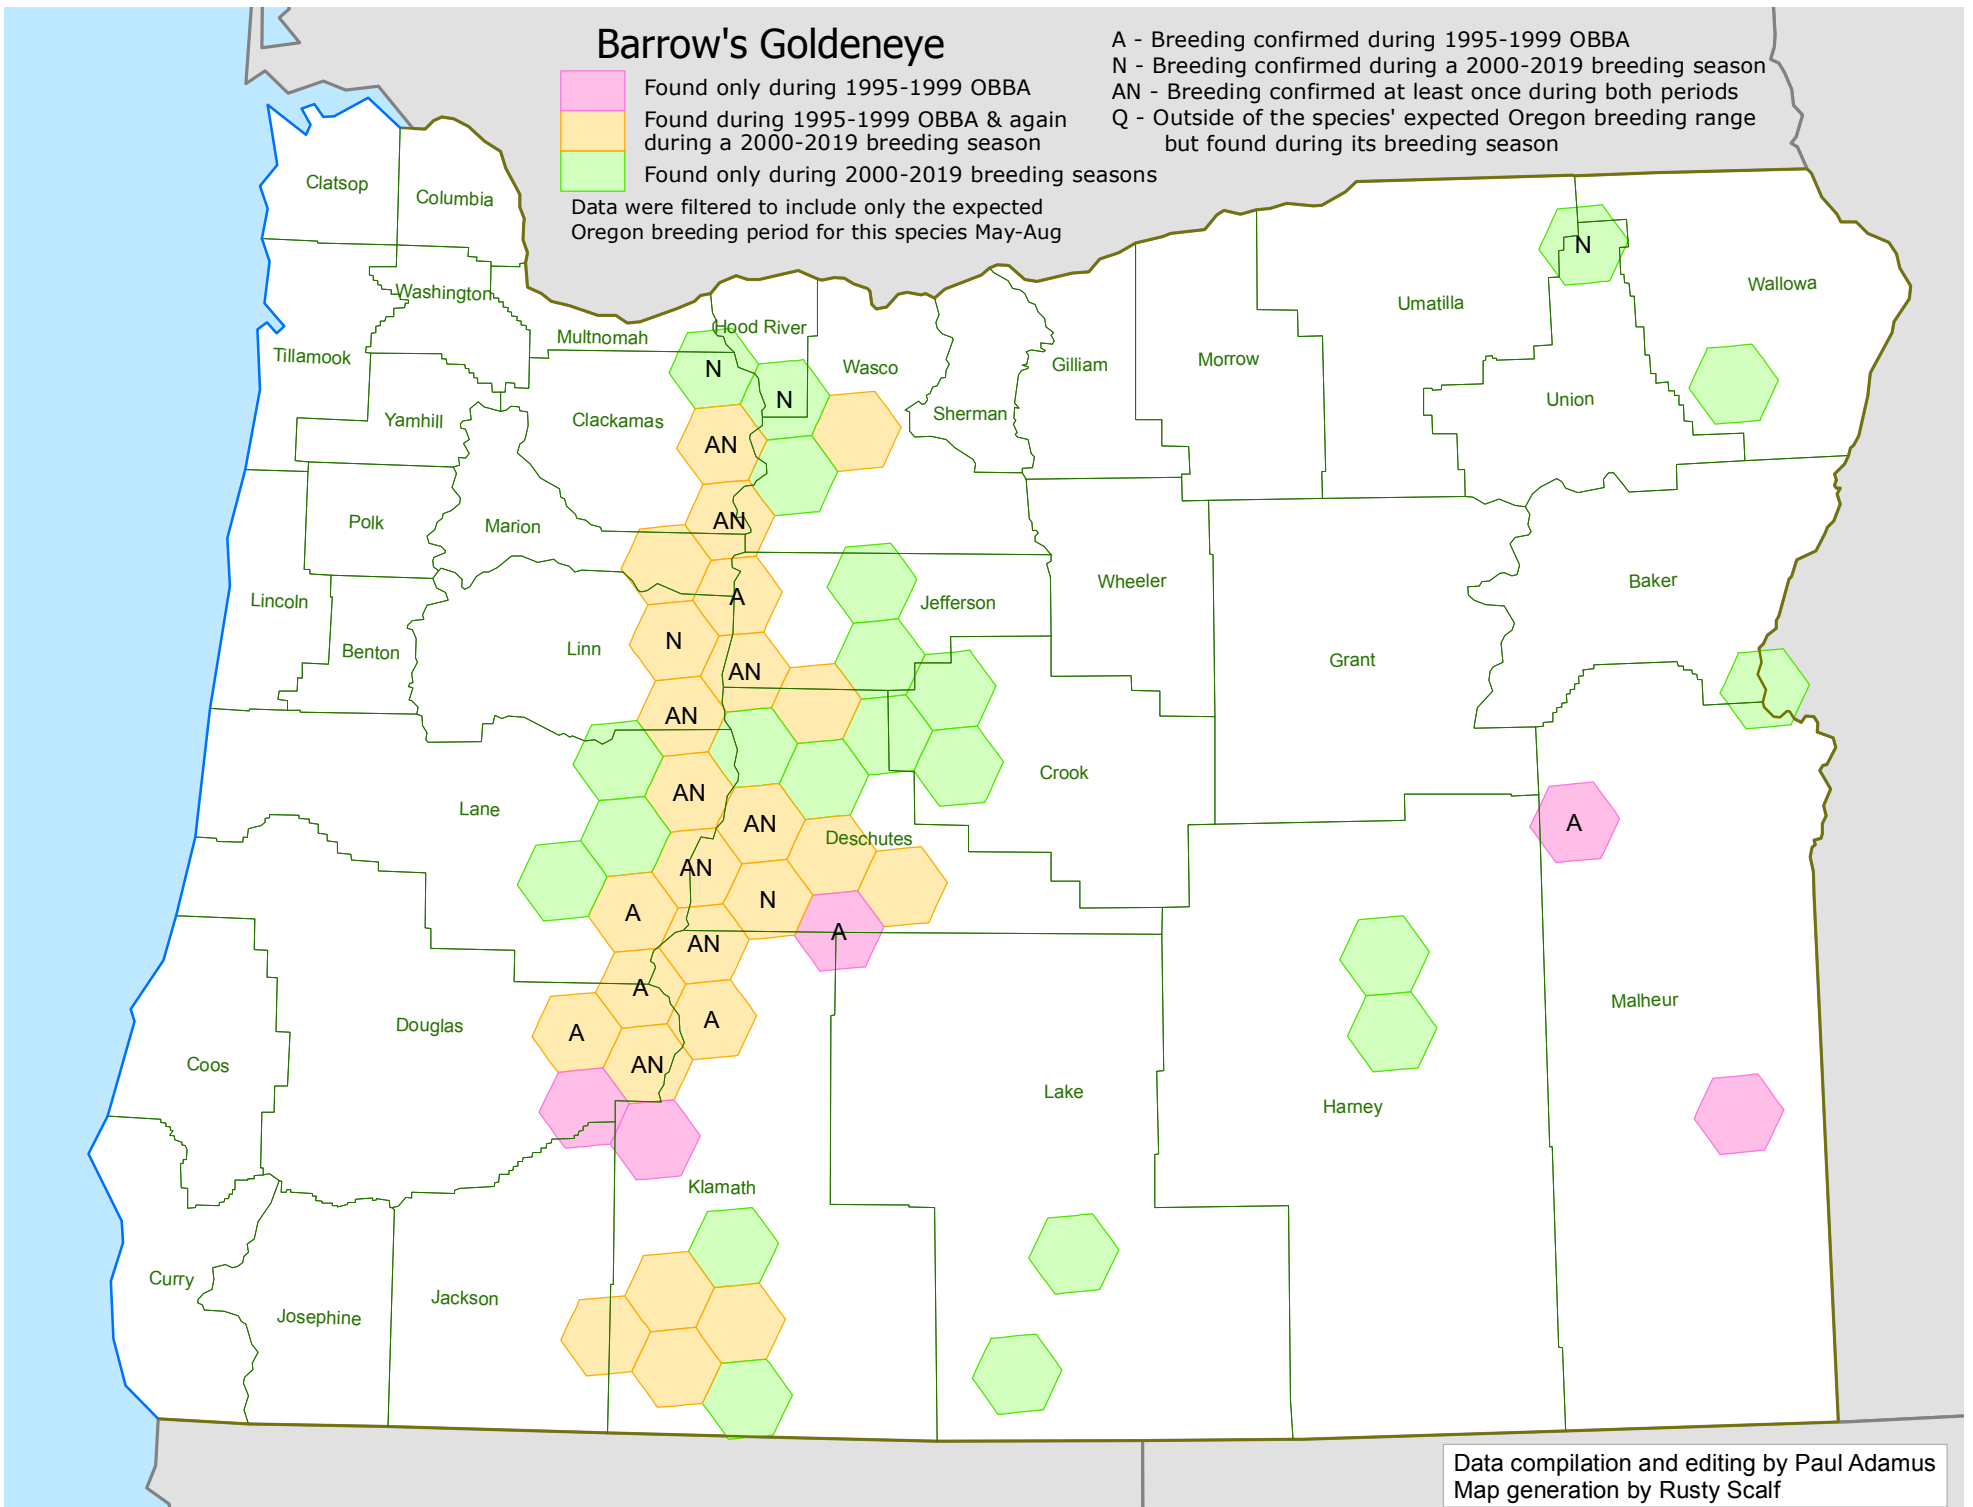 Barrow's Goldeneye
Found only during 1995-1999 OBBA
Found during 1995-1999 OBBA & again
during a 2000-2019 breeding season
Found only during 2000-2019 breeding seasons
Data were filtered to include only the expected
Oregon breeding period for this species May-Aug
A - Breeding confirmed during 1995-1999 OBBA
N - Breeding confirmed during a 2000-2019 breeding season
AN - Breeding confirmed at least once during both periods
Q - Outside of the species' expected Oregon breeding range
but found during its breeding season
Clatsop
Columbia
N
Washington
Wallowa
Umatilla
Hood River
Multnomah
Tillamook
Wasco
Gilliam
Morrow
N
N
Union
Yamhill
Clackamas
Sherman
AN
Polk
Marion
AN
Wheeler
Baker
Lincoln
A
Jefferson
Benton
Linn
N
Grant
AN
AN
Crook
Lane
AN
AN
A
Deschutes
AN
N
A
A
AN
A
A
Malheur
Douglas
A
A
Coos
AN
Lake
Harney
Klamath
Curry
Jackson
Josephine
Data compilation and editing by Paul Adamus
Map generation by Rusty Scalf